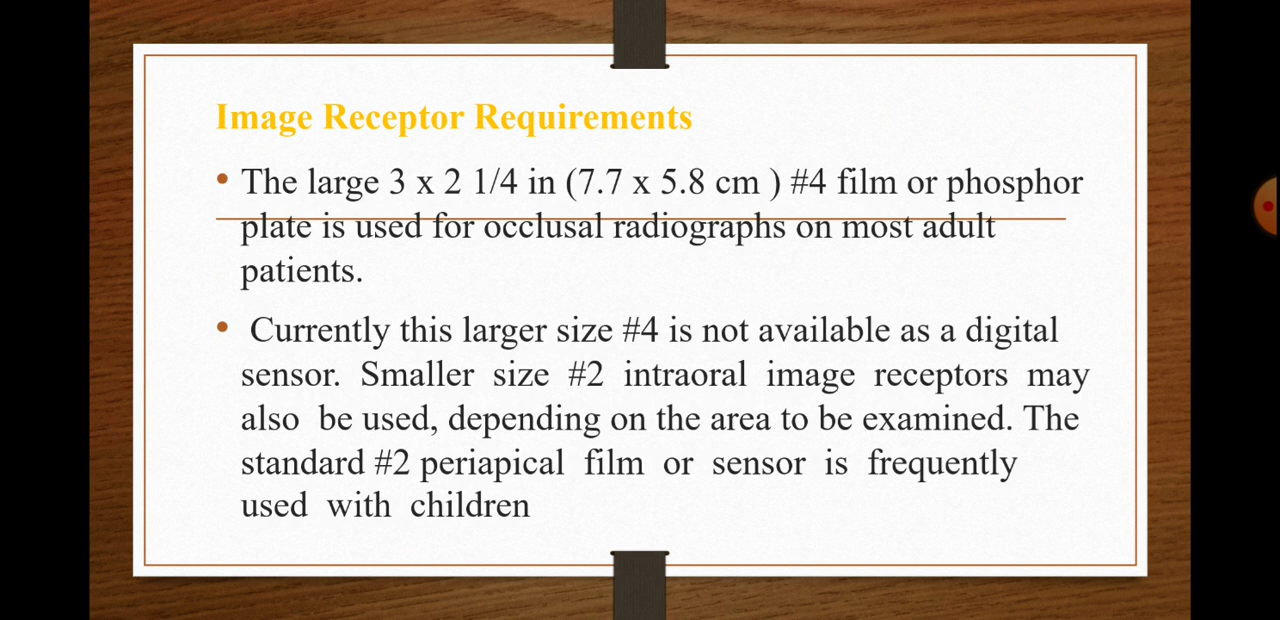 Image Receptor Requirements
• The large 3 x 2 1/4 in (7.7 x 5.8 cm ) #4 film or phosphor
plate is used for occlusal radiographs on most adult
patients.
• Currently this larger size #4 is not available as a digital
sensor. Smaller size #2 intraoral image receptors may
also be used, depending on the area to be examined. The
standard #2 periapical film or sensor is frequently
used with children